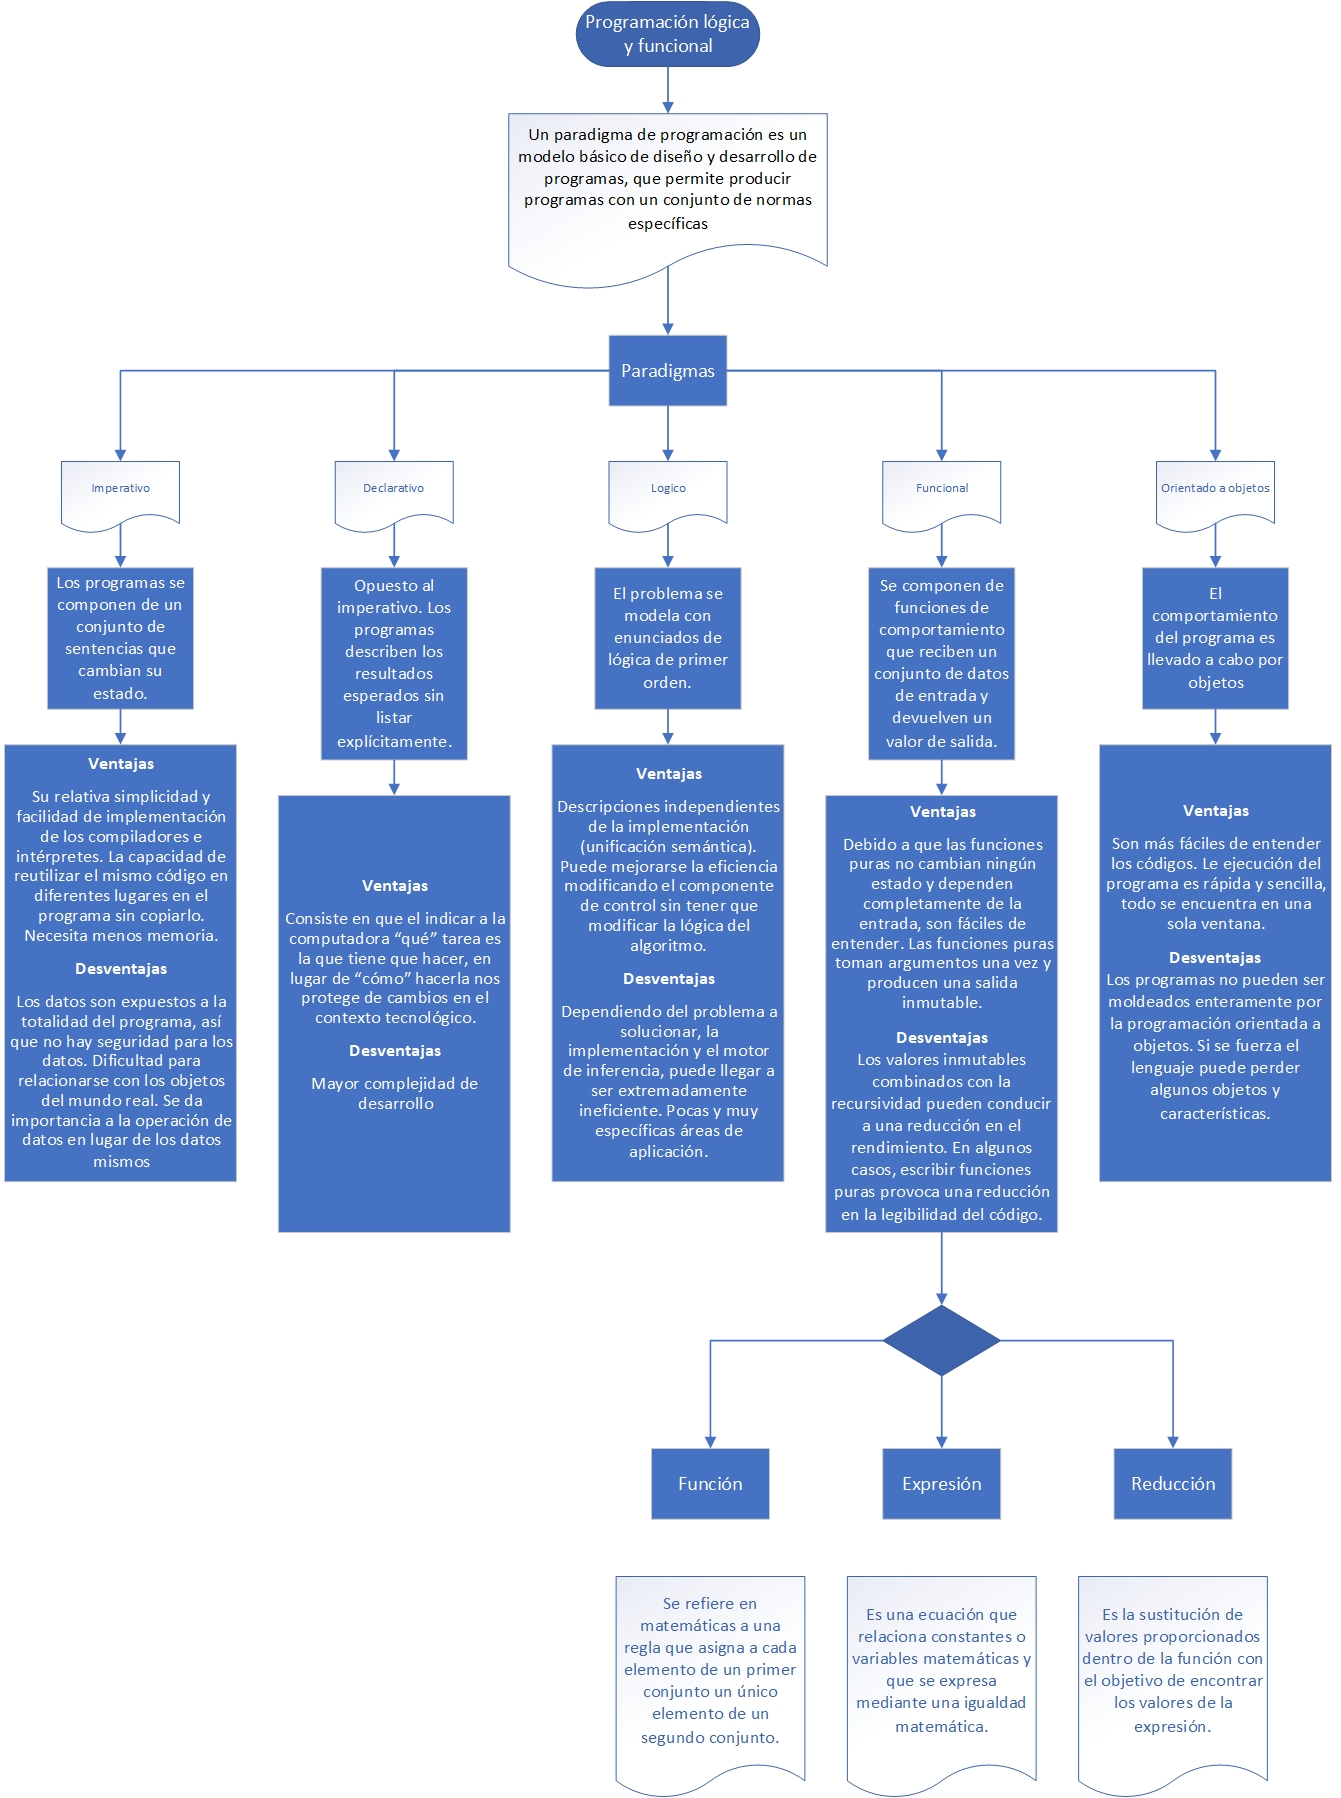 Programación lógica
y funcional
Un paradigma de programación es un
modelo básico de diseño y desarrollo de
programas, que permite producir
programas con un conjunto de normas
específicas
Paradigmas
Imperativo
Declarativo
Logico
Funcional
Orientado a objetos
Los programas se
componen de un
conjunto de
sentencias que
cambian su
estado.
Opuesto al
imperativo. Los
programas
describen los
resultados
esperados sin
listar
explícitamente.
El problema se
modela con
enunciados de
lógica de primer
orden.
Se componen de
funciones de
comportamiento
que reciben un
conjunto de datos
de entrada y
devuelven un
valor de salida.
El
comportamiento
del programa es
llevado a cabo por
objetos
Ventajas
Su relativa simplicidad y
facilidad de implementación
de los compiladores e
intérpretes. La capacidad de
reutilizar el mismo código en
diferentes lugares en el
programa sin copiarlo.
Necesita menos memoria.
Desventajas
Los datos son expuestos a la
totalidad del programa, así
que no hay seguridad para los
datos. Dificultad para
relacionarse con los objetos
del mundo real. Se da
importancia a la operación de
datos en lugar de los datos
mismos
Ventajas
Consiste en que el indicar a la
computadora “qué” tarea es
la que tiene que hacer, en
lugar de “cómo” hacerla nos
protege de cambios en el
contexto tecnológico.
Desventajas
Mayor complejidad de
desarrollo
Ventajas
Descripciones independientes
de la implementación
(unificación semántica).
Puede mejorarse la eficiencia
modificando el componente
de control sin tener que
modificar la lógica del
algoritmo.
Desventajas
Dependiendo del problema a
solucionar, la
implementación y el motor
de inferencia, puede llegar a
ser extremadamente
ineficiente. Pocas y muy
específicas áreas de
aplicación.
Ventajas
Debido a que las funciones
puras no cambian ningún
estado y dependen
completamente de la
entrada, son fáciles de
entender. Las funciones puras
toman argumentos una vez y
producen una salida
inmutable.
Desventajas
Los valores inmutables
combinados con la
recursividad pueden conducir
a una reducción en el
rendimiento. En algunos
casos, escribir funciones
puras provoca una reducción
en la legibilidad del código.
Ventajas
Son más fáciles de entender
los códigos. Le ejecución del
programa es rápida y sencilla,
todo se encuentra en una
sola ventana.
Desventajas
Los programas no pueden ser
moldeados enteramente por
la programación orientada a
objetos. Si se fuerza el
lenguaje puede perder
algunos objetos y
características.
Función
Expresión
Reducción
Se refiere en
matemáticas a una
regla que asigna a cada
elemento de un primer
conjunto un único
elemento de un
segundo conjunto.
Es una ecuación que
relaciona constantes o
variables matemáticas y
que se expresa
mediante una igualdad
matemática.
Es la sustitución de
valores proporcionados
dentro de la función con
el objetivo de encontrar
los valores de la
expresión.